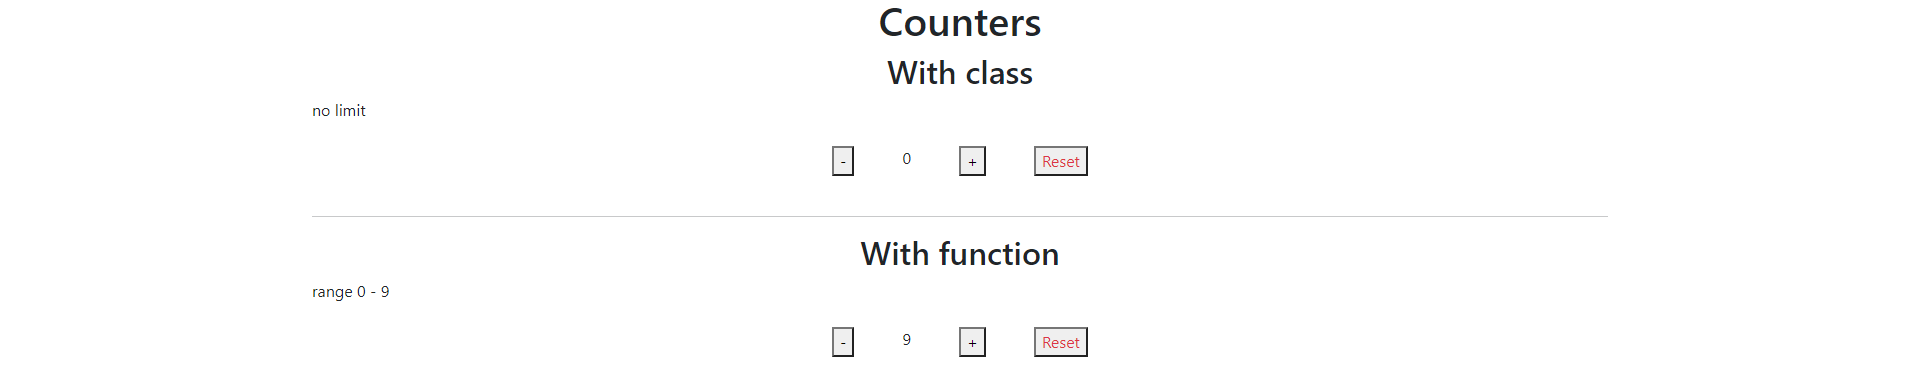 Counters
With class
no limit
- 0 + Reset
With function
range 0 - 9
- 9 + Reset